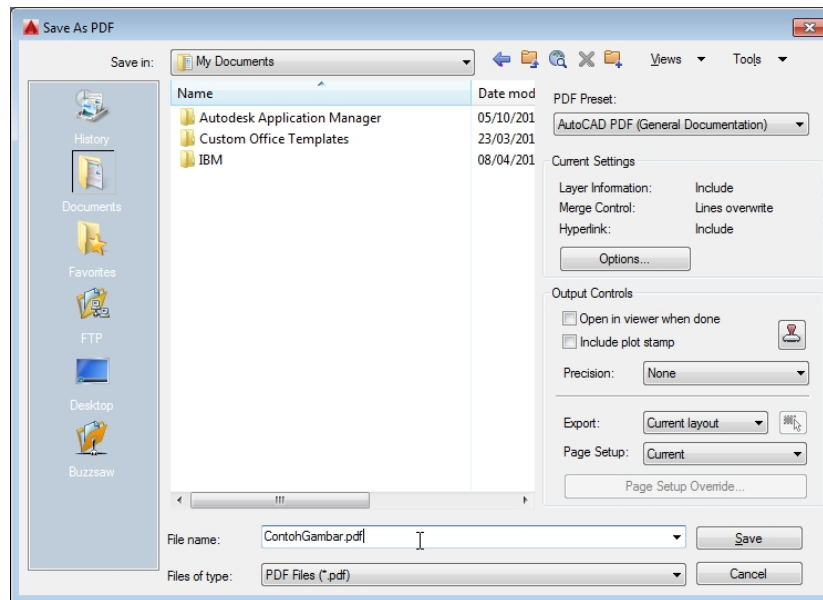 Save As PDF
Save in: My Documents Views Tools
Name Date mod
Autodesk Application Manager 05/10/201
Custom Office Templates 23/03/201
IBM 08/04/201
History
Documents
Favorites
FTP
Desktop
Buzzsaw
PDF Preset:
AutoCAD PDF (General Documentation)
Current Settings
Layer Information: Include
Merge Control: Lines overwrite
Hyperlink: Include
Options...
Output Controls
Open in viewer when done
Include plot stamp
Precision: None
Export: Current layout
Page Setup: Current
Page Setup Override...
File name: ContohGambar.pdf Save
Files of type: PDF Files (*.pdf) Cancel